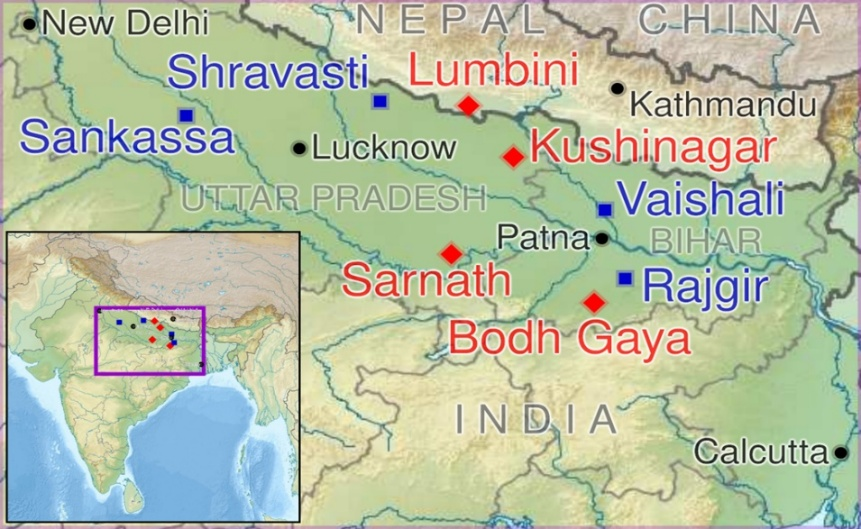 New Delhi
NEPAL
CHINA
Shravasti
Lumbini
Kathmandu
Sankassa
Lucknow
Kushinagar
UTTAR PRADESH
Vaishali
Patna
BIHAR
Sarnath
Rajgir
Bodh Gaya
INDIA
Calcutta